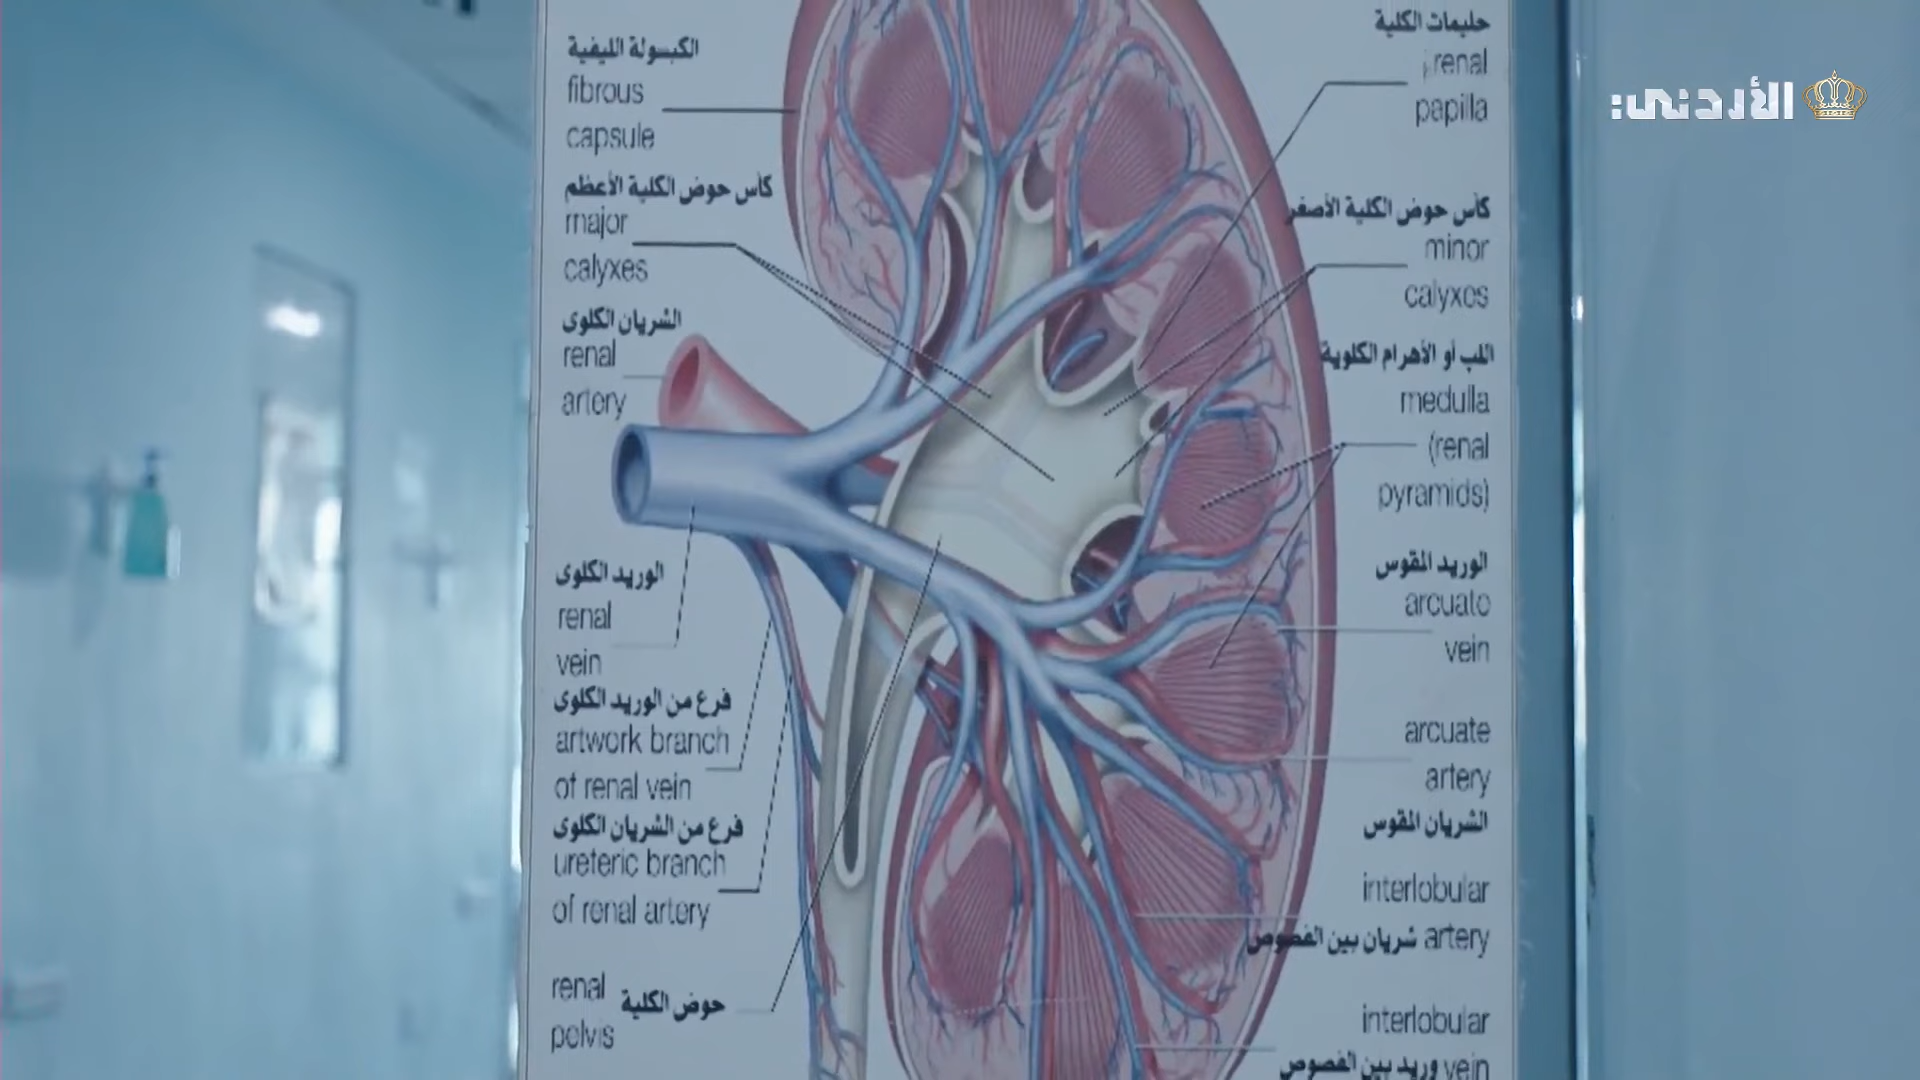 الكبسولة الليفية
fibrous
capsule
كأس حوض الكلية الأعظم
major
calyxes
الشريان الكلوى
renal
artery
الوريد الكلوى
renal
vein
فرع من الوريد الكلوى
artwork branch
of renal vein
فرع من الشريان الكلوى
ureteric branch
of renal artery
renal
حوض الكلية
pelvis
حليمات الكلية
renal
papilla
كأس حوض الكلية الأصغر
minor
calyxes
اللب أو الأهرام الكلوية
medulla
(renal
pyramids)
الوريد المقوس
arcuate
vein
arcuate
artery
الشريان المقوس
interlobular
شريان بين الفصوص artery
interlobular
وريد بين الفصوص vein
الأردني: